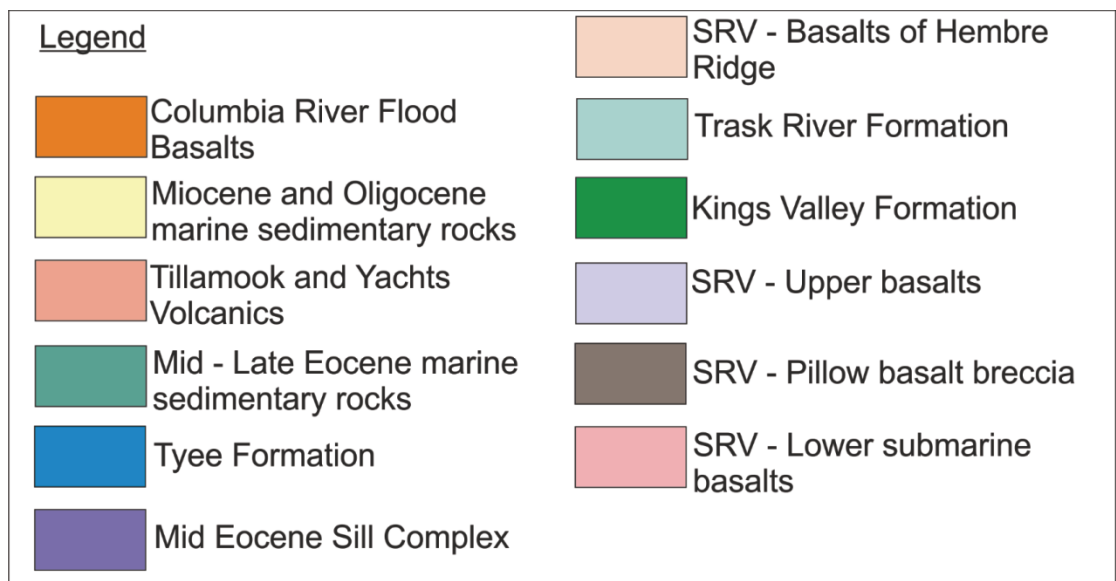 Legend
Columbia River Flood
Basalts
Miocene and Oligocene
marine sedimentary rocks
Tillamook and Yachts
Volcanics
Mid - Late Eocene marine
sedimentary rocks
Tyee Formation
Mid Eocene Sill Complex
SRV - Basalts of Hembre
Ridge
Trask River Formation
Kings Valley Formation
SRV - Upper basalts
SRV - Pillow basalt breccia
SRV - Lower submarine
basalts